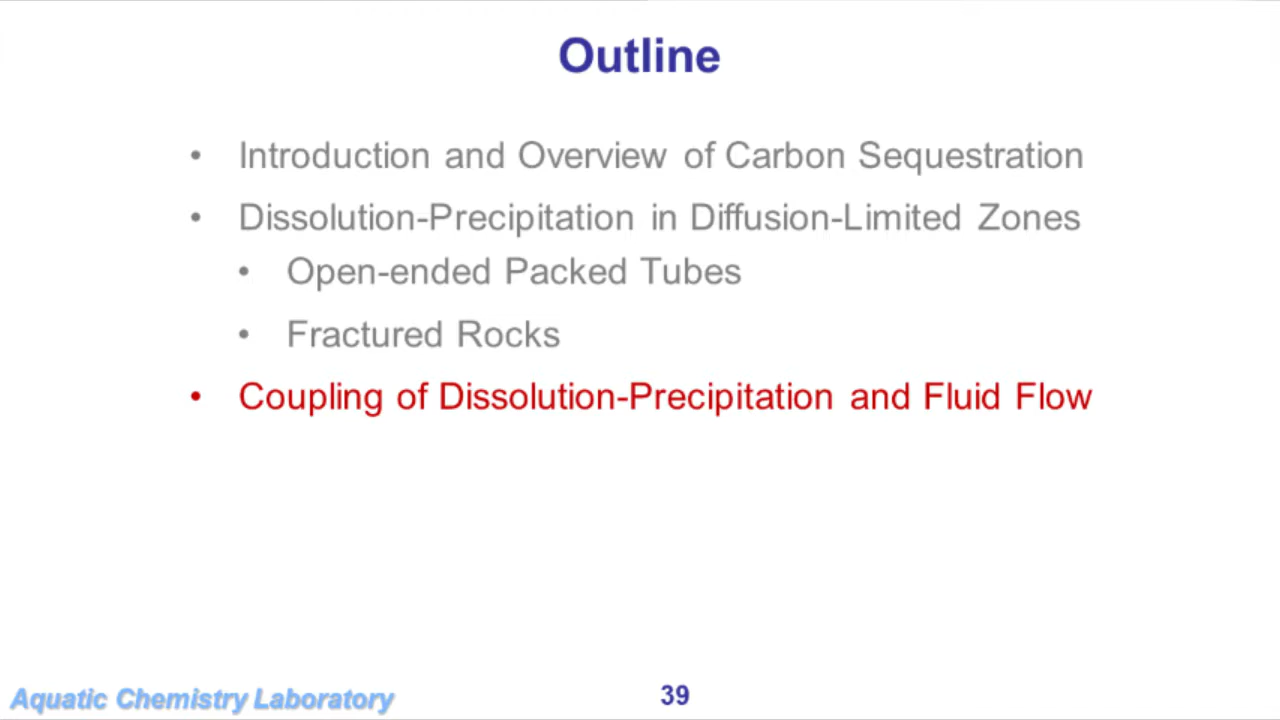 Outline
• Introduction and Overview of Carbon Sequestration
• Dissolution-Precipitation in Diffusion-Limited Zones
• Open-ended Packed Tubes
• Fractured Rocks
• Coupling of Dissolution-Precipitation and Fluid Flow
Aquatic Chemistry Laboratory
39